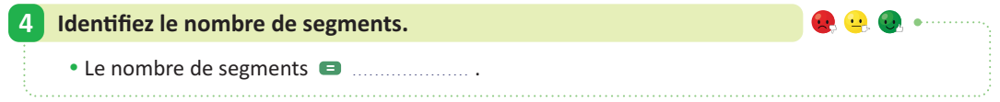 4 Identifiez le nombre de segments.
• Le nombre de segments = ..................... .